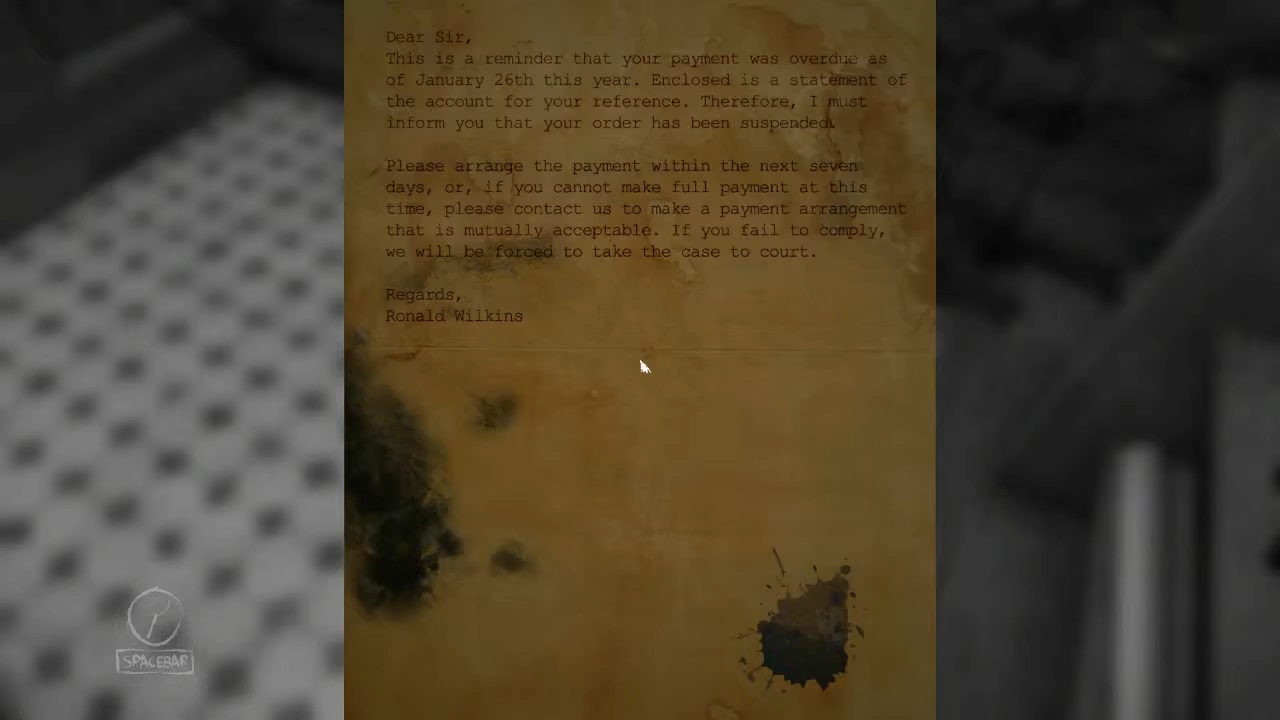 Dear Sir,
This is a reminder that your payment was overdue as
of January 26th this year. Enclosed is a statement of
the account for your reference. Therefore, I must
inform you that your order has been suspended.
Please arrange the payment within the next seven
days, or, if you cannot make full payment at this
time, please contact us to make a payment arrangement
that is mutually acceptable. If you fail to comply,
we will be forced to take the case to court.
Regards,
Ronald Wilkins
SPACEBAR